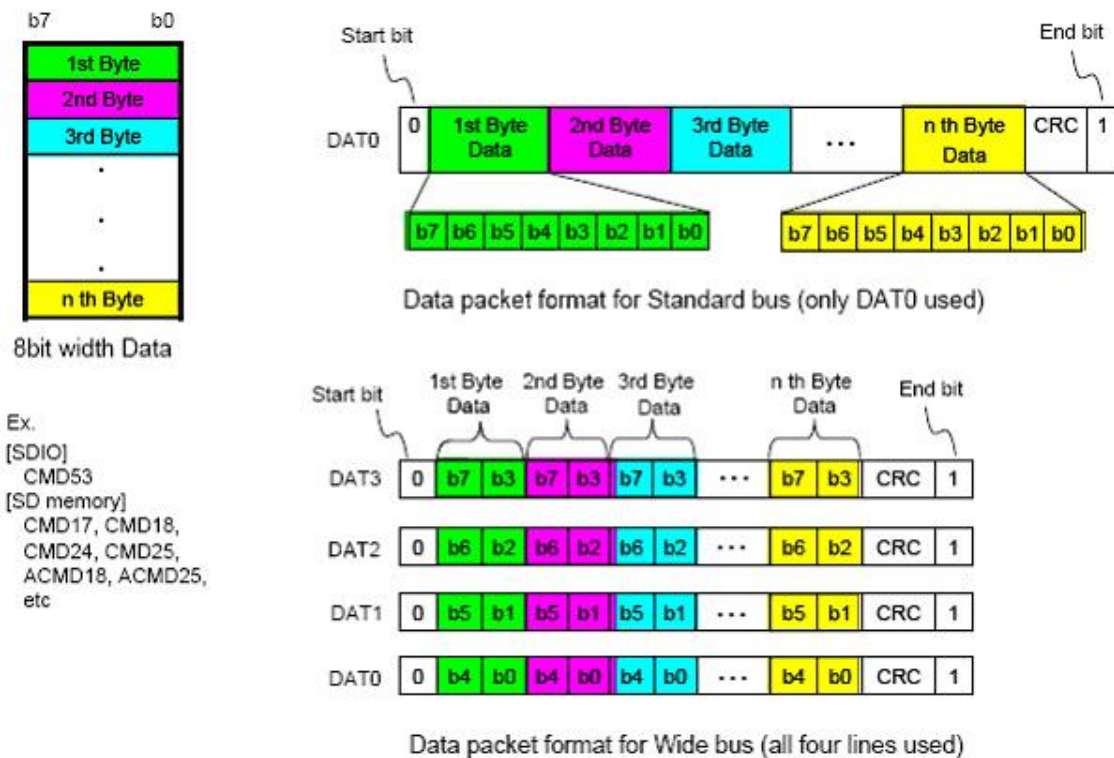 b7 b0
1st Byte
2nd Byte
3rd Byte
.
.
.
n th Byte
8bit width Data
Ex.
[SDIO]
CMD53
[SD memory]
CMD17, CMD18,
CMD24, CMD25,
ACMD18, ACMD25,
etc
Start bit End bit
DAT0 0 1st Byte Data 2nd Byte Data 3rd Byte Data ... n th Byte Data CRC 1
b7 b6 b5 b4 b3 b2 b1 b0 b7 b6 b5 b4 b3 b2 b1 b0
Data packet format for Standard bus (only DAT0 used)
Start bit 1st Byte Data 2nd Byte Data 3rd Byte Data n th Byte Data End bit
DAT3 0 b7 b3 b7 b3 b7 b3 ... b7 b3 CRC 1
DAT2 0 b6 b2 b6 b2 b6 b2 ... b6 b2 CRC 1
DAT1 0 b5 b1 b5 b1 b5 b1 ... b5 b1 CRC 1
DAT0 0 b4 b0 b4 b0 b4 b0 ... b4 b0 CRC 1
Data packet format for Wide bus (all four lines used)